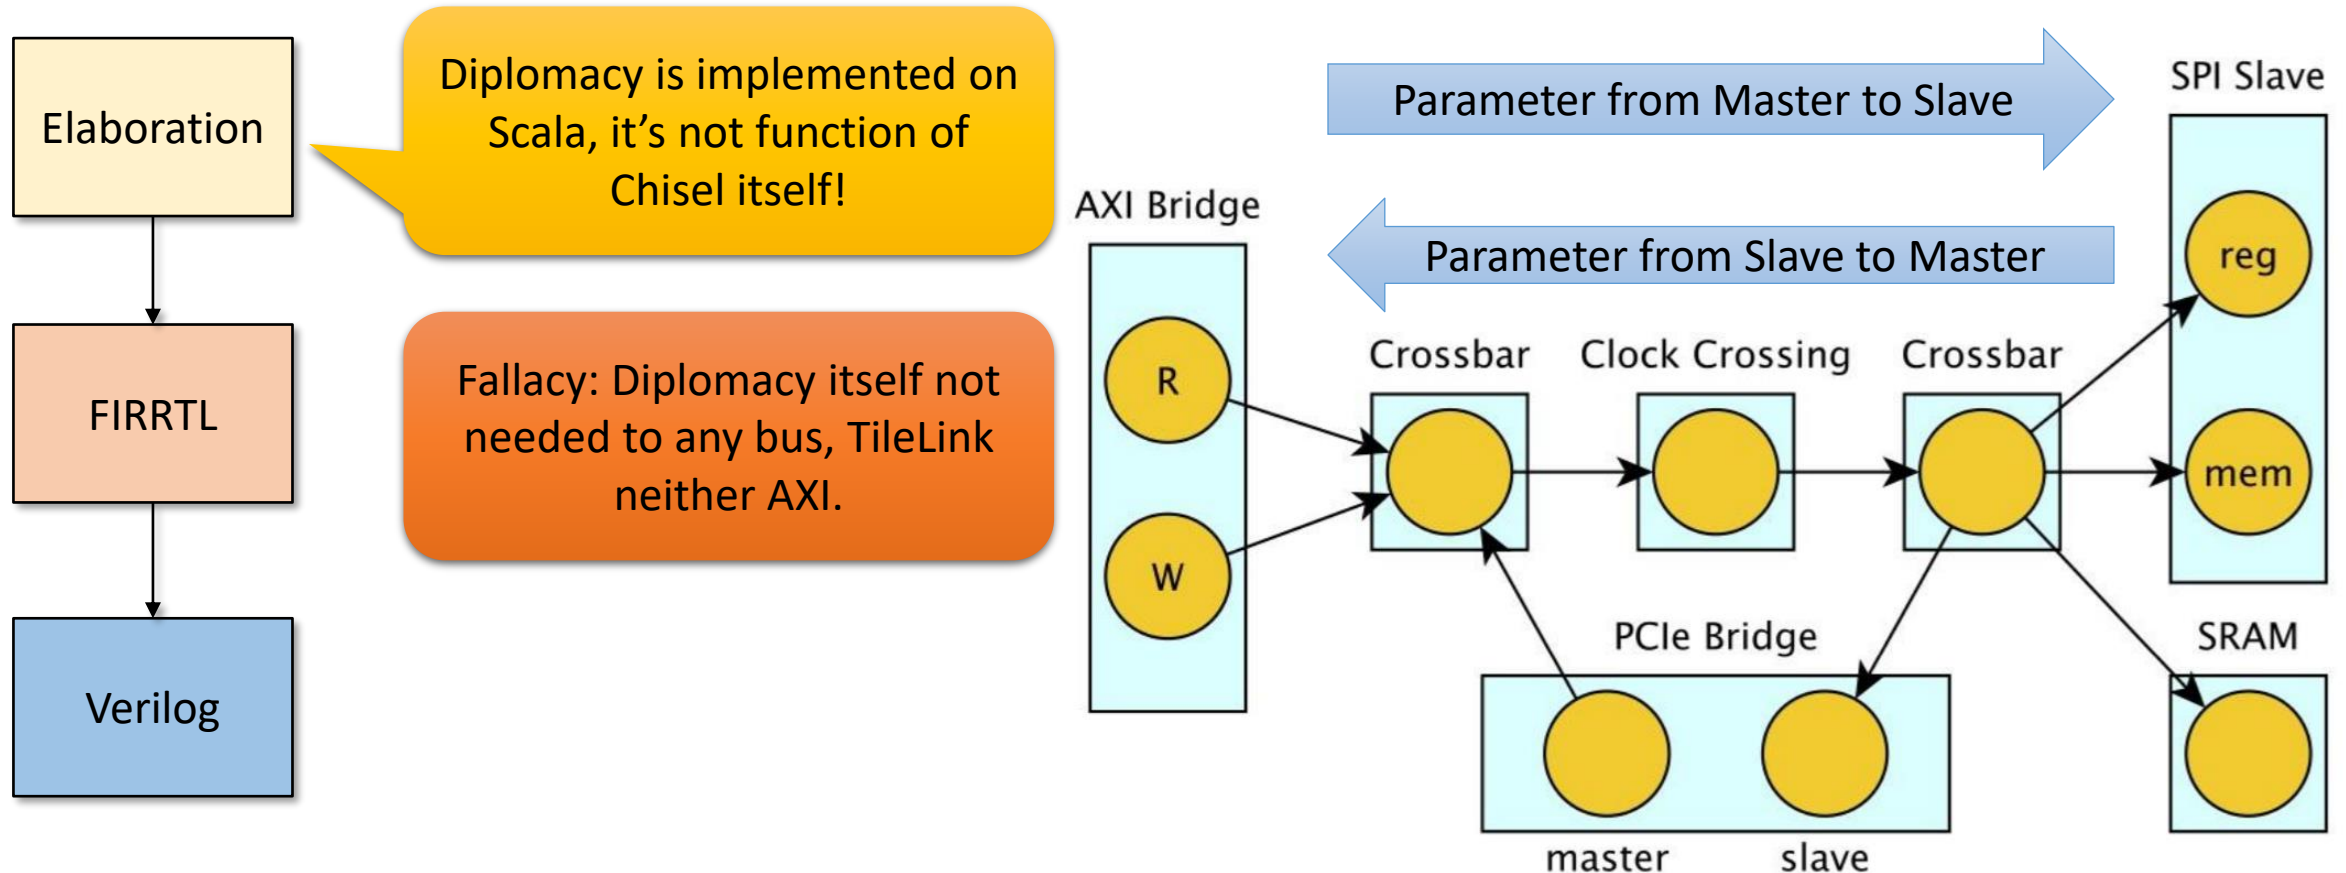 Elaboration
FIRRTL
Verilog
Diplomacy is implemented on
Scala, it’s not function of
Chisel itself!
Fallacy: Diplomacy itself not
needed to any bus, TileLink
neither AXI.
Parameter from Master to Slave
Parameter from Slave to Master
AXI Bridge
R
W
Crossbar
Clock Crossing
Crossbar
SPI Slave
reg
mem
PCIe Bridge
master
slave
SRAM